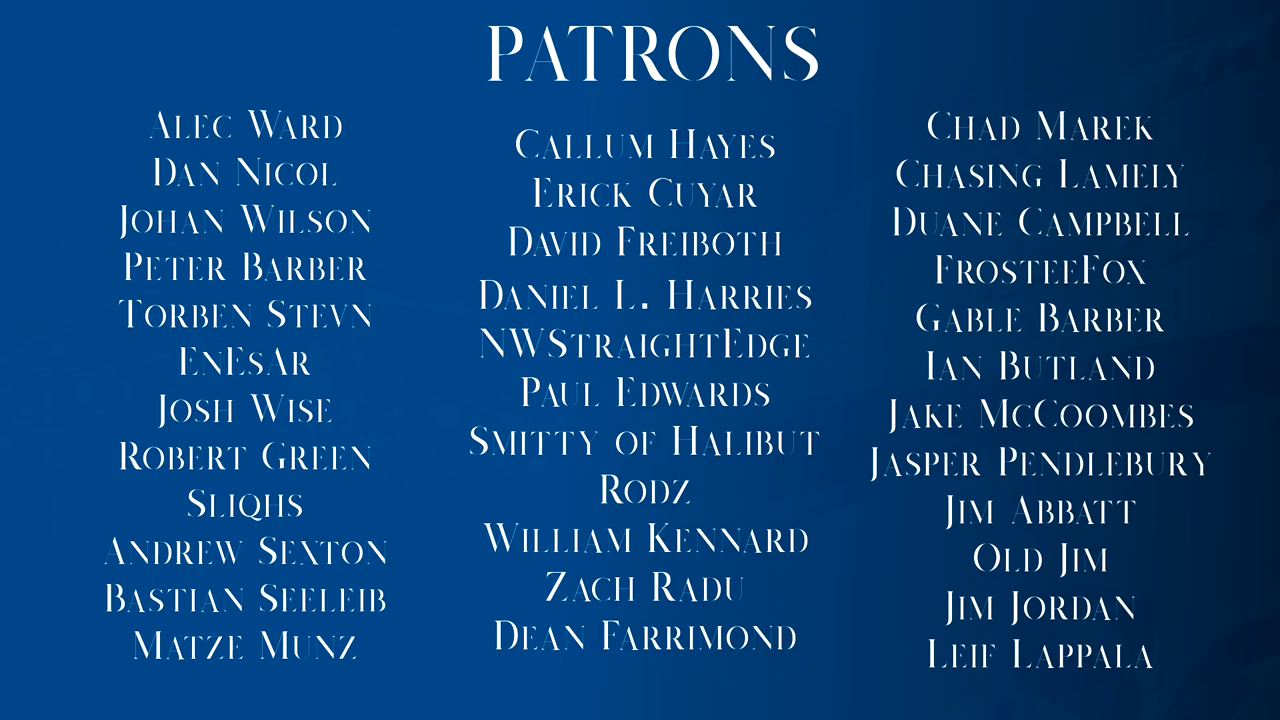 PATRONS
Alec Ward
Dan Nicol
Johan Wilson
Peter Barber
Torben Stevn
EnEsAr
Josh Wise
Robert Green
Sliqhs
Andrew Sexton
Bastian Seeleib
Matze Munz
Callum Hayes
Erick Cuyar
David Freiboth
Daniel L. Harries
NWStraightEdge
Paul Edwards
Smitty of Halibut
Rodz
William Kennard
Zach Radu
Dean Farrimond
Chad Marek
Chasing Lamely
Duane Campbell
FrosteeFox
Gable Barber
Ian Butland
Jake McCoombes
Jasper Pendlebury
Jim Abbatt
Old Jim
Jim Jordan
Leif Lappala